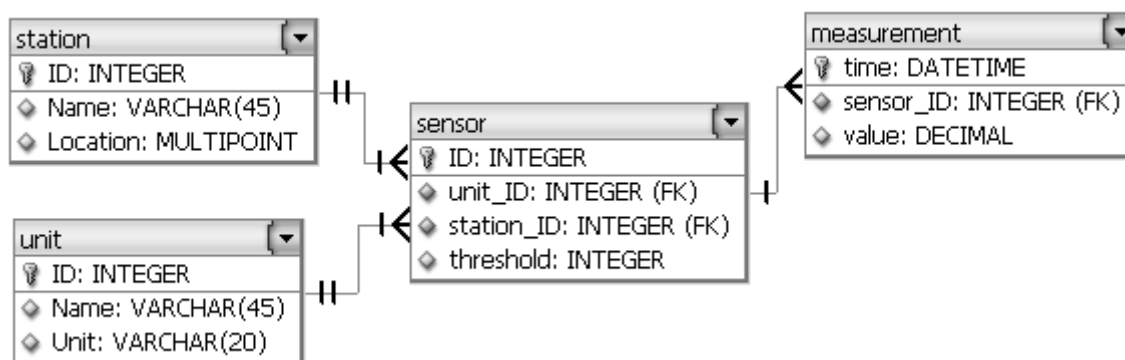 station
ID: INTEGER
Name: VARCHAR(45)
Location: MULTIPOINT
unit
ID: INTEGER
Name: VARCHAR(45)
Unit: VARCHAR(20)
sensor
ID: INTEGER
unit_ID: INTEGER (FK)
station_ID: INTEGER (FK)
threshold: INTEGER
measurement
time: DATETIME
sensor_ID: INTEGER (FK)
value: DECIMAL